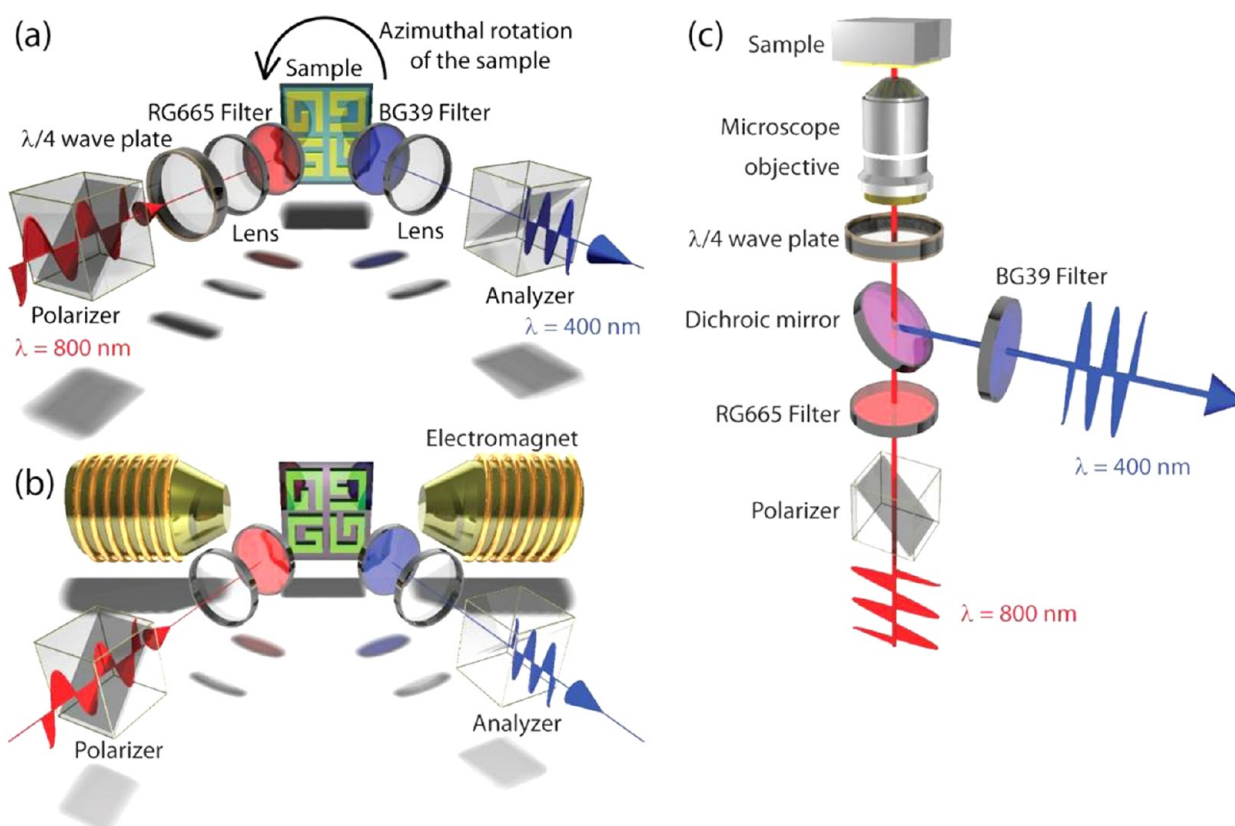 (a)
Azimuthal rotation
of the sample
Sample
RG665 Filter
BG39 Filter
λ/4 wave plate
Lens
Lens
Polarizer
λ = 800 nm
Analyzer
λ = 400 nm
(b)
Electromagnet
Polarizer
Analyzer
(c)
Sample
Microscope
objective
λ/4 wave plate
BG39 Filter
Dichroic mirror
RG665 Filter
λ = 400 nm
Polarizer
λ = 800 nm